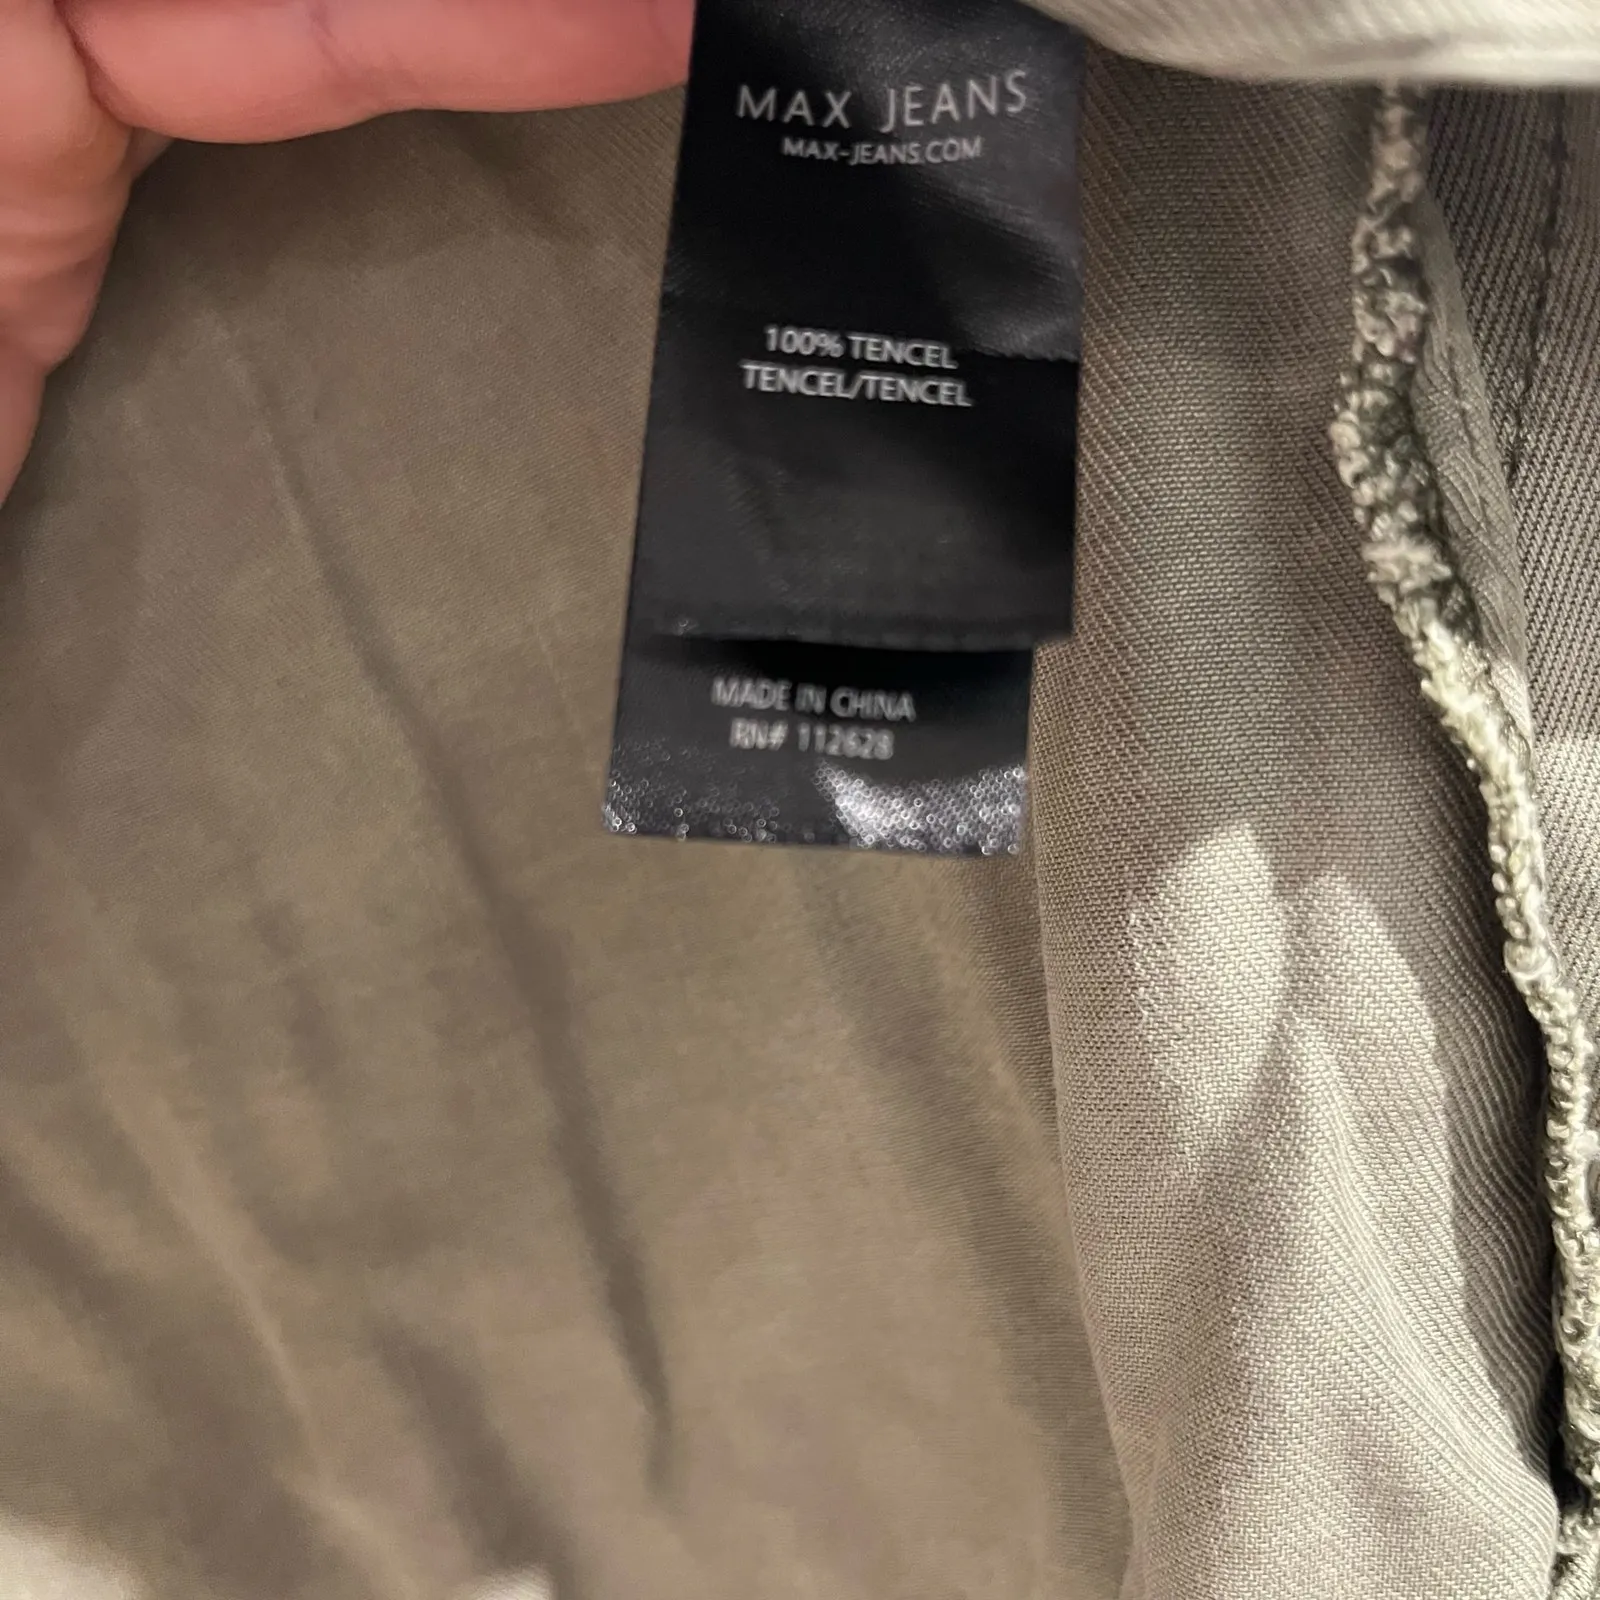 MAX JEANS
MAX-JEANS.COM
100% TENCEL
TENCEL/TENCEL
MADE IN CHINA
RN# 112628